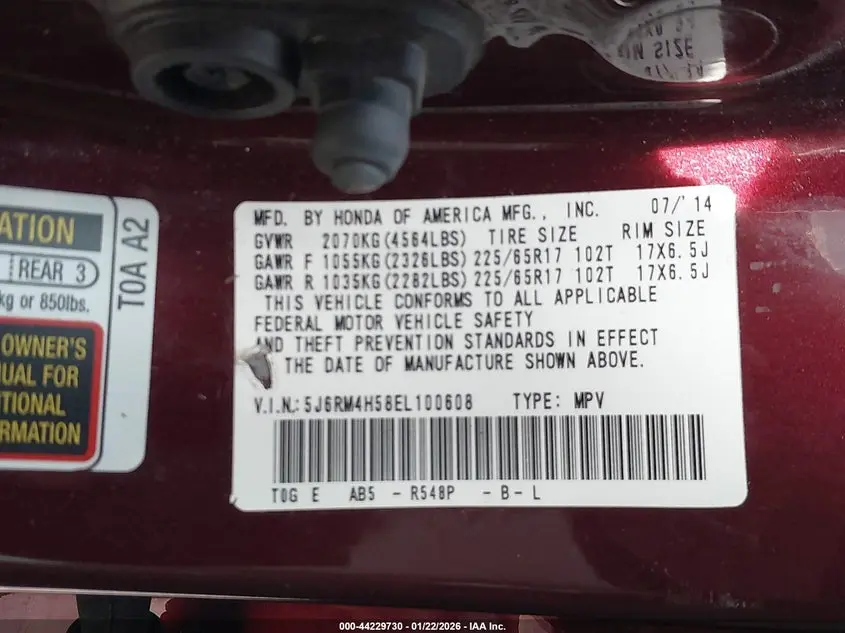 ATION
REAR 3
kg or 850lbs.
OWNER'S
UAL FOR
ITIONAL
RMATION
T0A A2
MFD. BY HONDA OF AMERICA MFG., INC. 07/'14
GVWR 2070KG(4564LBS) TIRE SIZE RIM SIZE
GAWR F 1055KG(2326LBS) 225/65R17 102T 17X6.5J
GAWR R 1035KG(2282LBS) 225/65R17 102T 17X6.5J
THIS VEHICLE CONFORMS TO ALL APPLICABLE
FEDERAL MOTOR VEHICLE SAFETY
AND THEFT PREVENTION STANDARDS IN EFFECT
THE DATE OF MANUFACTURE SHOWN ABOVE.
V.I.N.: 5J6RM4H58EL100608 TYPE: MPV
T0G E AB5 - R548P - B - L
000-44229730 - 01/22/2026 - IAA Inc.